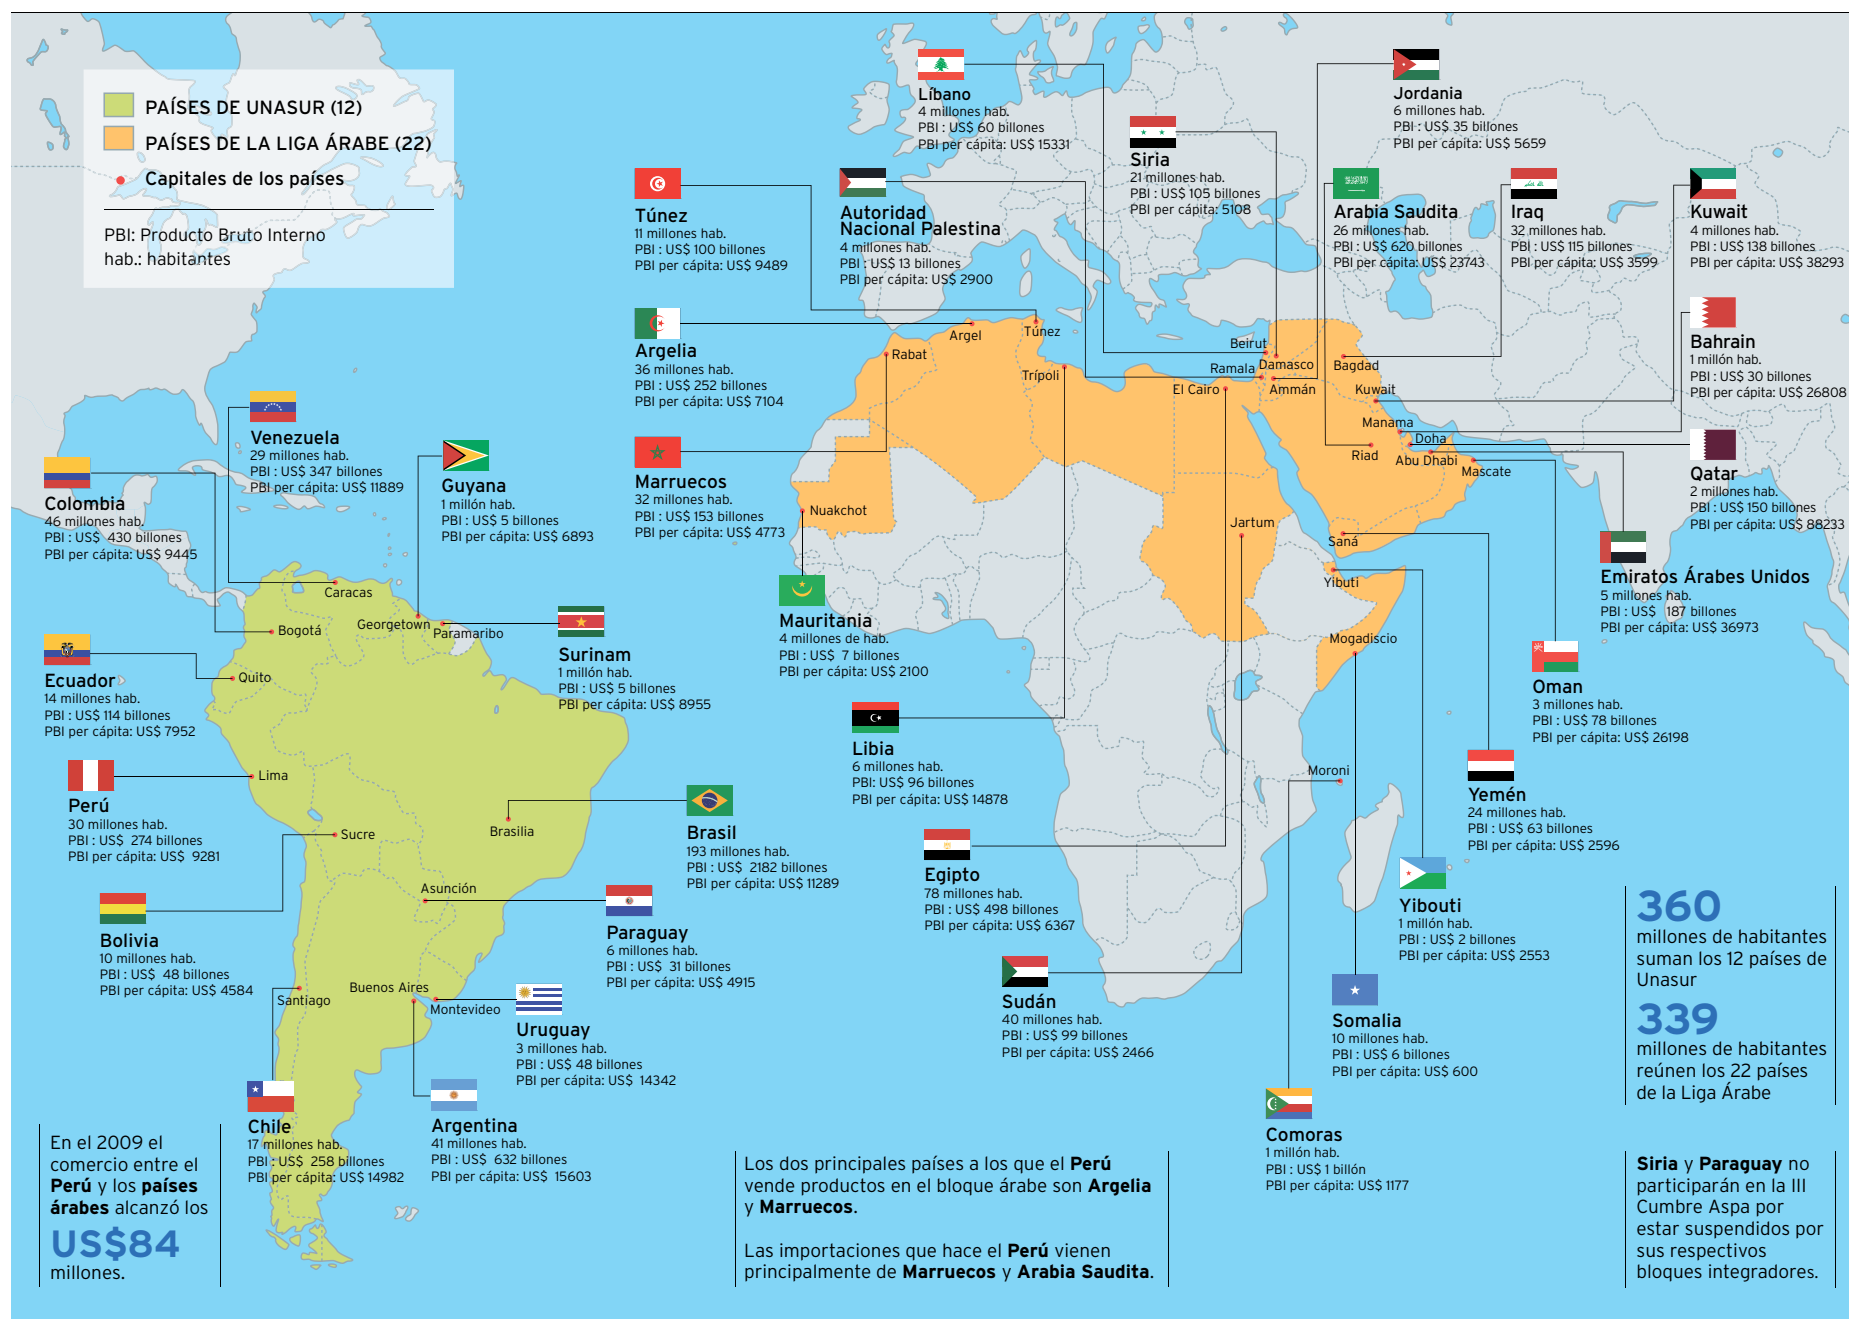 PAÍSES DE UNASUR (12)
PAÍSES DE LA LIGA ÁRABE (22)
Capitales de los países
PBI: Producto Bruto Interno
hab.: habitantes
Líbano
4 millones hab.
PBI : US$ 60 billones
PBI per cápita: US$ 15331
Jordania
6 millones hab.
PBI : US$ 35 billones
PBI per cápita: US$ 5659
Siria
21 millones hab.
PBI : US$ 105 billones
PBI per cápita: 5108
Túnez
11 millones hab.
PBI : US$ 100 billones
PBI per cápita: US$ 9489
Autoridad
Nacional Palestina
4 millones hab.
PBI : US$ 13 billones
PBI per cápita: US$ 2900
Arabia Saudita
26 millones hab.
PBI : US$ 620 billones
PBI per cápita: US$ 23743
Iraq
32 millones hab.
PBI : US$ 115 billones
PBI per cápita: US$ 3599
Kuwait
4 millones hab.
PBI : US$ 138 billones
PBI per cápita: US$ 38293
Argelia
36 millones hab.
PBI : US$ 252 billones
PBI per cápita: US$ 7104
Bahrain
1 millón hab.
PBI : US$ 30 billones
PBI per cápita: US$ 26808
Marruecos
32 millones hab.
PBI : US$ 153 billones
PBI per cápita: US$ 4773
Qatar
2 millones hab.
PBI : US$ 150 billones
PBI per cápita: US$ 88233
Argel
Túnez
Rabat
Trípoli
Beirut
Ramala
Damasco
El Cairo
Ammán
Bagdad
Kuwait
Manama
Doha
Riad
Abu Dhabi
Mascate
Nuakchot
Jartum
Saná
Yibuti
Mogadiscio
Moroni
Venezuela
29 millones hab.
PBI : US$ 347 billones
PBI per cápita: US$ 11889
Guyana
1 millón hab.
PBI : US$ 5 billones
PBI per cápita: US$ 6893
Colombia
46 millones hab.
PBI : US$ 430 billones
PBI per cápita: US$ 9445
Emiratos Árabes Unidos
5 millones hab.
PBI : US$ 187 billones
PBI per cápita: US$ 36973
Mauritania
4 millones de hab.
PBI : US$ 7 billones
PBI per cápita: US$ 2100
Surinam
1 millón hab.
PBI : US$ 5 billones
PBI per cápita: US$ 8955
Ecuador
14 millones hab.
PBI : US$ 114 billones
PBI per cápita: US$ 7952
Oman
3 millones hab.
PBI : US$ 78 billones
PBI per cápita: US$ 26198
Caracas
Bogotá
Georgetown
Paramaribo
Quito
Lima
Sucre
Brasilia
Asunción
Buenos Aires
Santiago
Montevideo
Libia
6 millones hab.
PBI: US$ 96 billones
PBI per cápita: US$ 14878
Perú
30 millones hab.
PBI : US$ 274 billones
PBI per cápita: US$ 9281
Brasil
193 millones hab.
PBI : US$ 2182 billones
PBI per cápita: US$ 11289
Yemén
24 millones hab.
PBI : US$ 63 billones
PBI per cápita: US$ 2596
Egipto
78 millones hab.
PBI : US$ 498 billones
PBI per cápita: US$ 6367
Yibouti
1 millón hab.
PBI : US$ 2 billones
PBI per cápita: US$ 2553
Bolivia
10 millones hab.
PBI : US$ 48 billones
PBI per cápita: US$ 4584
Paraguay
6 millones hab.
PBI : US$ 31 billones
PBI per cápita: US$ 4915
Sudán
40 millones hab.
PBI : US$ 99 billones
PBI per cápita: US$ 2466
Somalia
10 millones hab.
PBI : US$ 6 billones
PBI per cápita: US$ 600
Uruguay
3 millones hab.
PBI : US$ 48 billones
PBI per cápita: US$ 14342
Chile
17 millones hab.
PBI : US$ 258 billones
PBI per cápita: US$ 14982
Argentina
41 millones hab.
PBI : US$ 632 billones
PBI per cápita: US$ 15603
Comoras
1 millón hab.
PBI : US$ 1 billón
PBI per cápita: US$ 1177
360
millones de habitantes
suman los 12 países de
Unasur
339
millones de habitantes
reúnen los 22 países
de la Liga Árabe
En el 2009 el
comercio entre el
Perú y los países
árabes alcanzó los
US$84
millones.
Los dos principales países a los que el Perú
vende productos en el bloque árabe son Argelia
y Marruecos.
Las importaciones que hace el Perú vienen
principalmente de Marruecos y Arabia Saudita.
Siria y Paraguay no
participarán en la III
Cumbre Aspa por
estar suspendidos por
sus respectivos
bloques integradores.